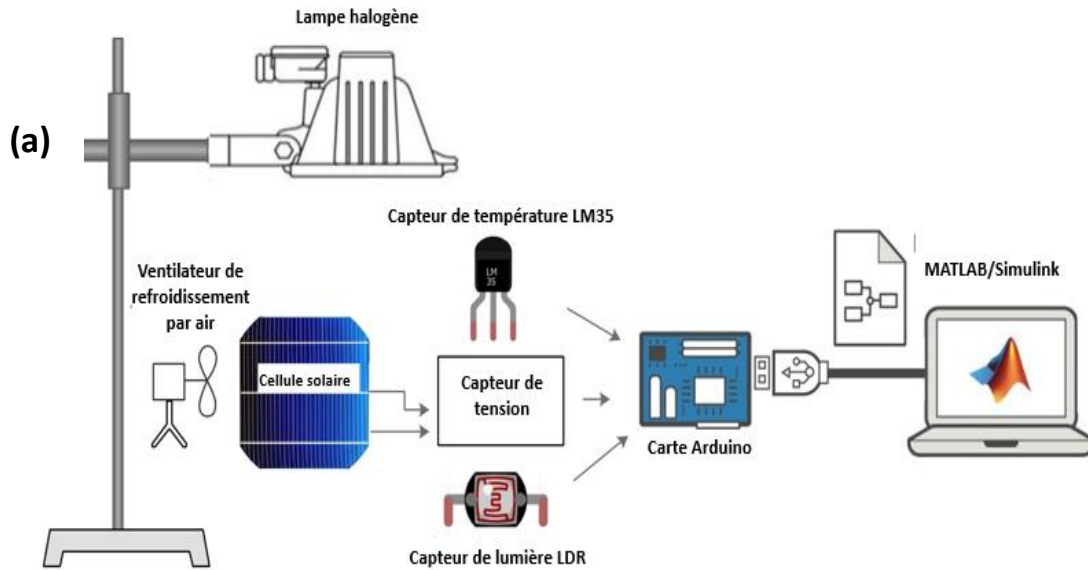 Lampe halogène
(a)
Capteur de température LM35
LM
35
MATLAB/Simulink
Ventilateur de
refroidissement
par air
Cellule solaire
Capteur de
tension
Carte Arduino
Capteur de lumière LDR